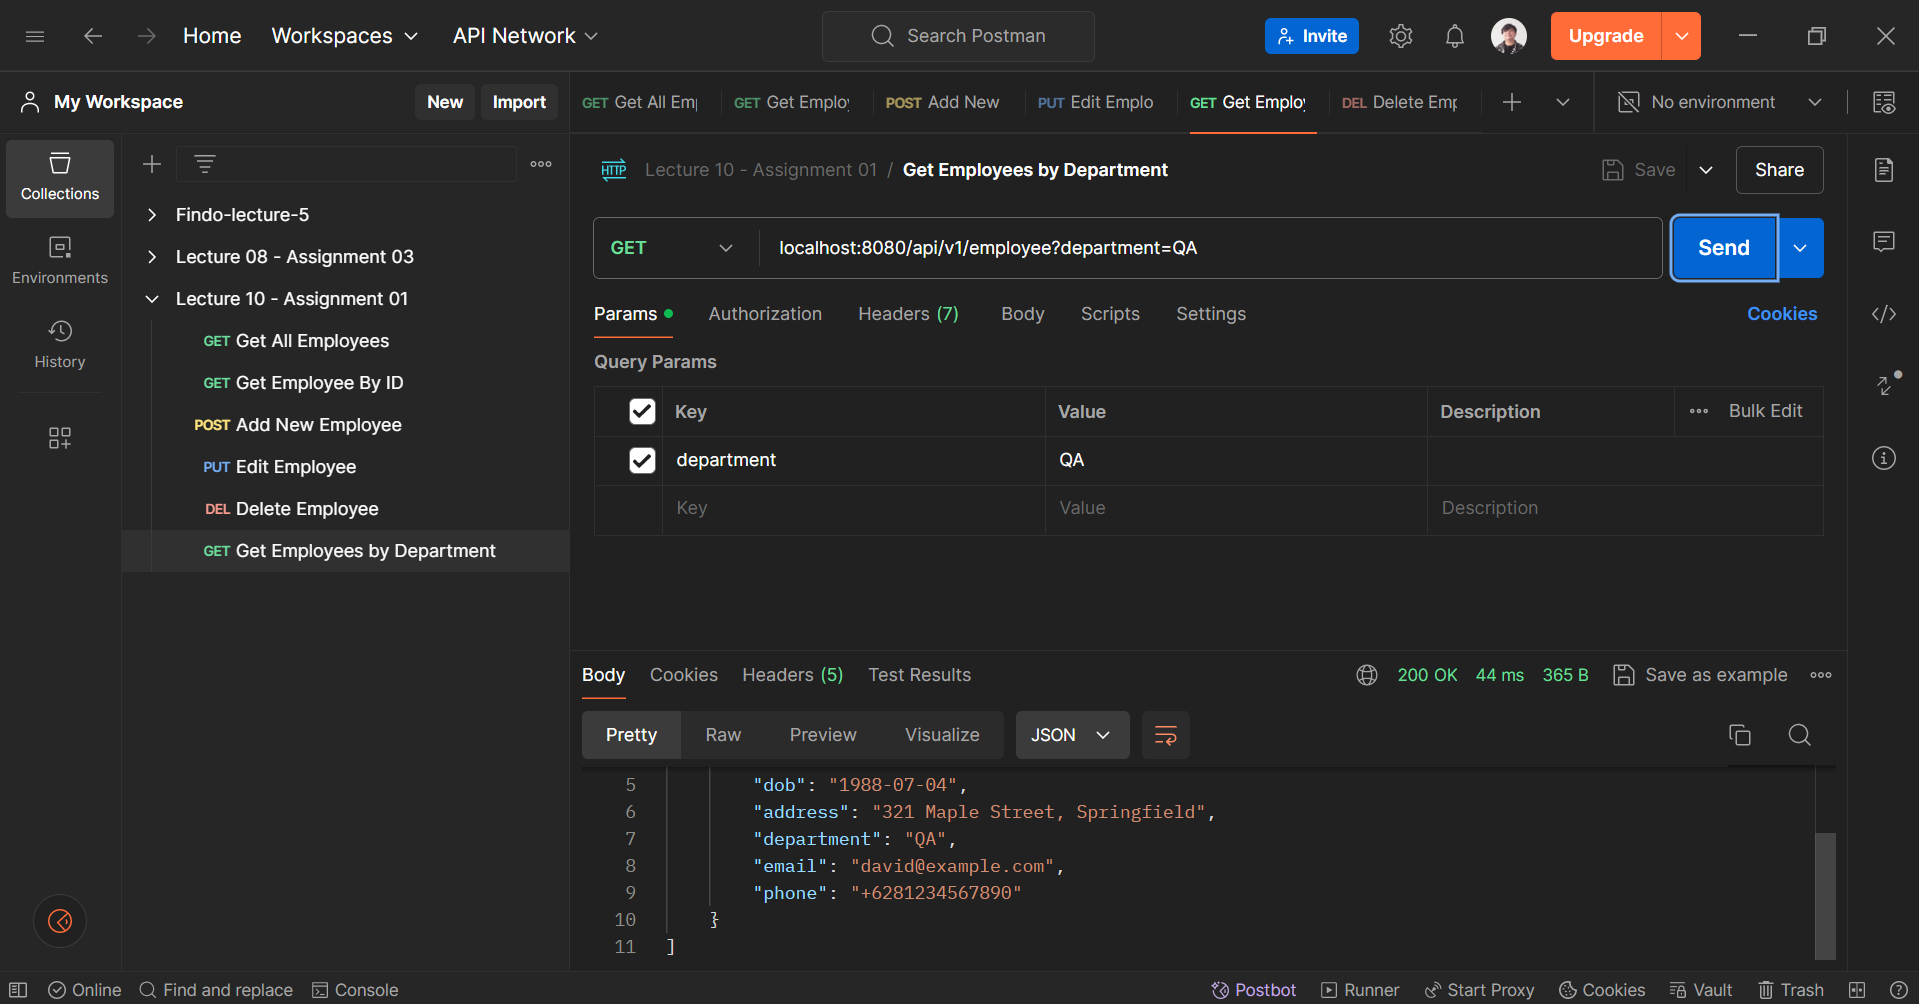 Home Workspaces API Network Search Postman Invite Upgrade
My Workspace New Import
GET Get All Emp GET Get Employ POST Add New PUT Edit Emplo GET Get Employ DEL Delete Emp No environment
Collections
Environments
History
Findo-lecture-5
Lecture 08 - Assignment 03
Lecture 10 - Assignment 01
GET Get All Employees
GET Get Employee By ID
POST Add New Employee
PUT Edit Employee
DEL Delete Employee
GET Get Employees by Department
HTTP Lecture 10 - Assignment 01 / Get Employees by Department Save Share
GET localhost:8080/api/v1/employee?department=QA Send
Params Authorization Headers (7) Body Scripts Settings Cookies
Query Params
Key Value Description Bulk Edit
department QA
Key Value Description
Body Cookies Headers (5) Test Results 200 OK 44 ms 365 B Save as example
Pretty Raw Preview Visualize JSON
5 "dob": "1988-07-04",
6 "address": "321 Maple Street, Springfield",
7 "department": "QA",
8 "email": "david@example.com",
9 "phone": "+6281234567890"
10 }
11 ]
Online Find and replace Console Postbot Runner Start Proxy Cookies Vault Trash